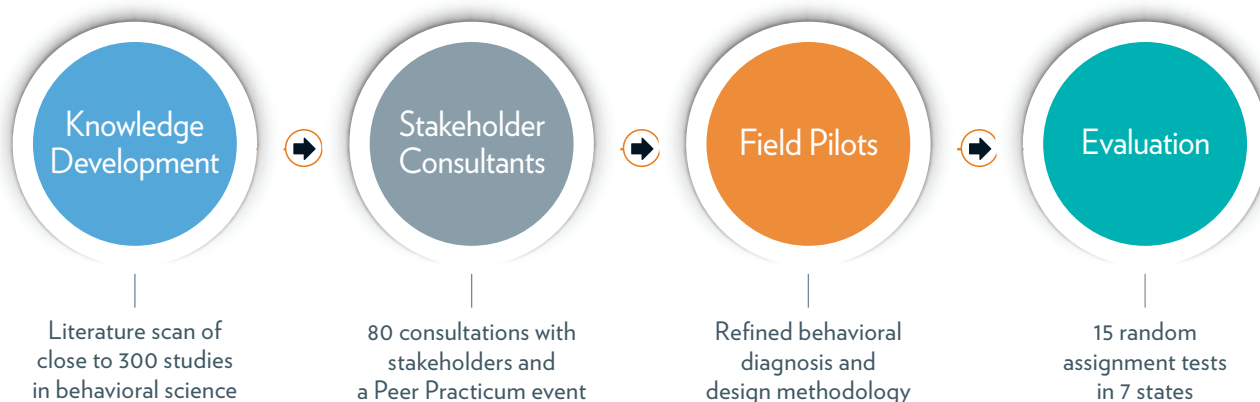 Knowledge
Development
Stakeholder
Consultants
Field Pilots
Evaluation
Literature scan of
close to 300 studies
in behavioral science
80 consultations with
stakeholders and
a Peer Practicum event
Refined behavioral
diagnosis and
design methodology
15 random
assignment tests
in 7 states